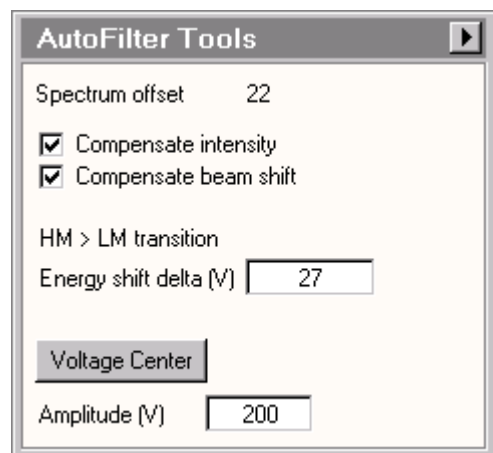 AutoFilter Tools
Spectrum offset 22
Compensate intensity
Compensate beam shift
HM > LM transition
Energy shift delta (V) 27
Voltage Center
Amplitude (V) 200